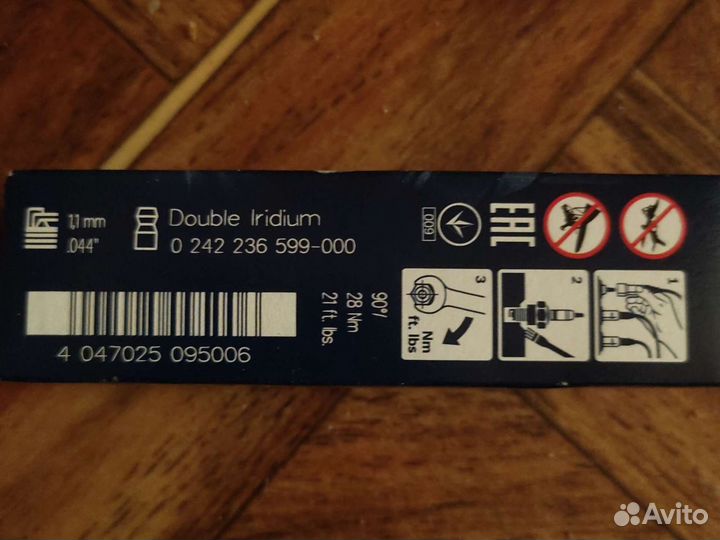 1,1 mm
.044"
Double Iridium
0 242 236 599-000
009
EAC
4 047025 095006
90°/
28 Nm
21 ft. lbs.
3
Nm
ft. lbs
2
1
Avito